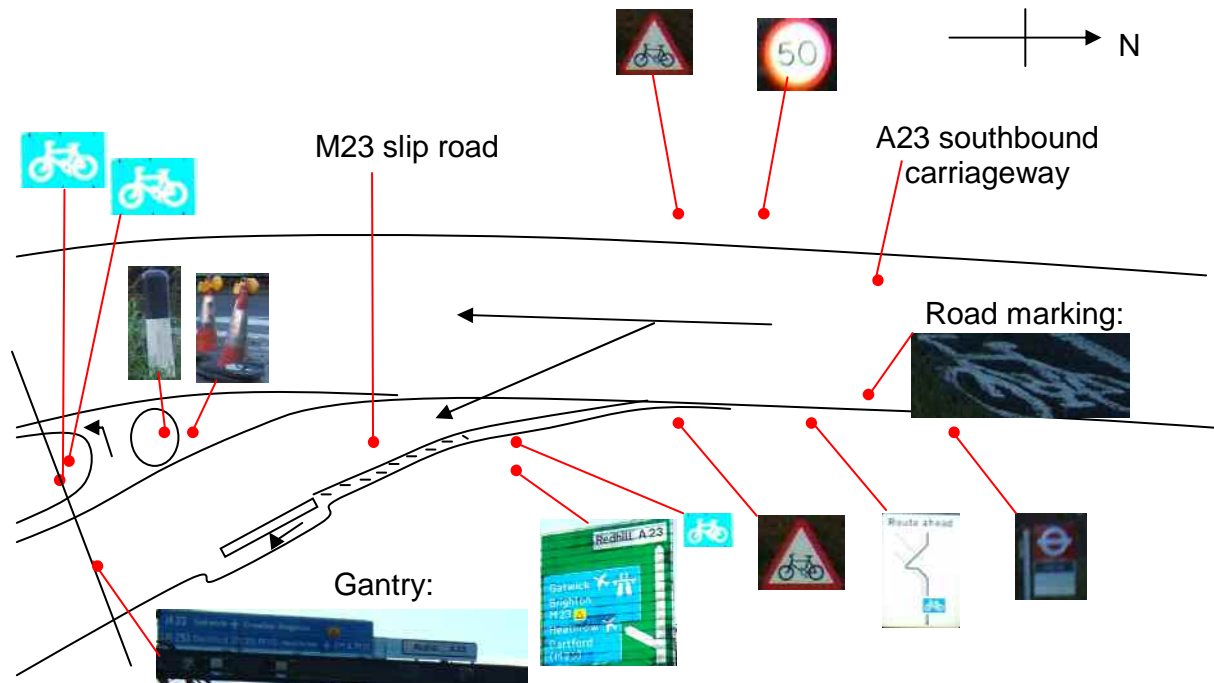 50
N
M23 slip road
A23 southbound
carriageway
Road marking:
Route ahead
Redhill A23
Gatwick
Brighton
M23
Heathrow
Dartford
(M25)
Gantry: